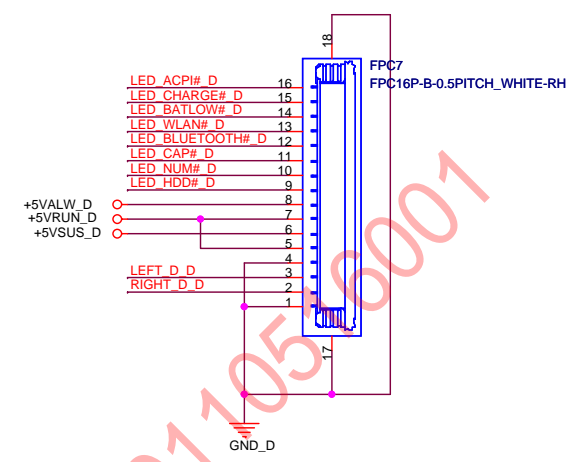 18
FPC7
FPC16P-B-0.5PITCH_WHITE-RH
LED_ACPI#_D 16
LED_CHARGE#_D 15
LED_BATLOW#_D 14
LED_WLAN#_D 13
LED_BLUETOOTH#_D 12
LED_CAP#_D 11
LED_NUM#_D 10
LED_HDD#_D 9
+5VALW_D 8
+5VRUN_D 7
+5VSUS_D 6
5
4
LEFT_D_D 3
RIGHT_D_D 2
1
17
GND_D
110516001